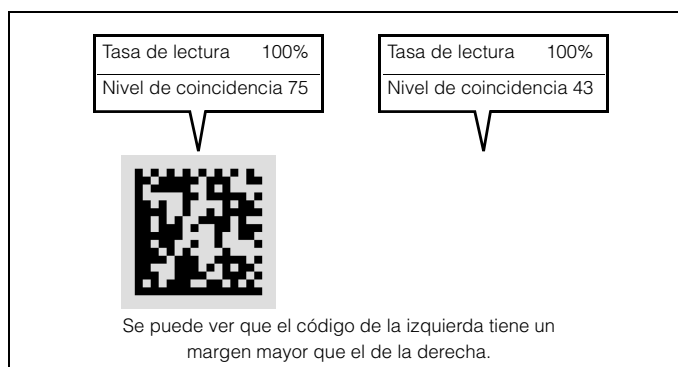 Tasa de lectura 100%
Nivel de coincidencia 75
Tasa de lectura 100%
Nivel de coincidencia 43
Se puede ver que el código de la izquierda tiene un
margen mayor que el de la derecha.